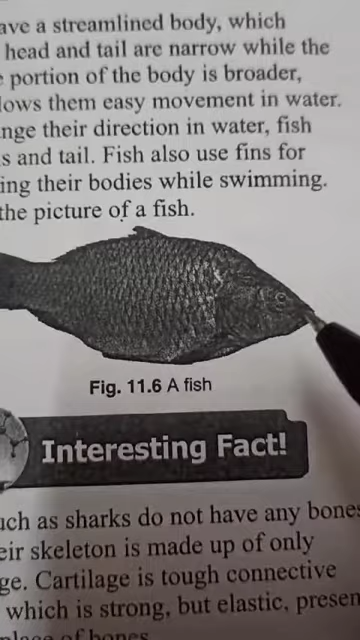 ave a streamlined body, which
head and tail are narrow while the
portion of the body is broader,
lows them easy movement in water.
nge their direction in water, fish
s and tail. Fish also use fins for
ing their bodies while swimming.
the picture of a fish.
Fig. 11.6 A fish
Interesting Fact!
uch as sharks do not have any bones
eir skeleton is made up of only
ge. Cartilage is tough connective
which is strong, but elastic, presen
place of bones